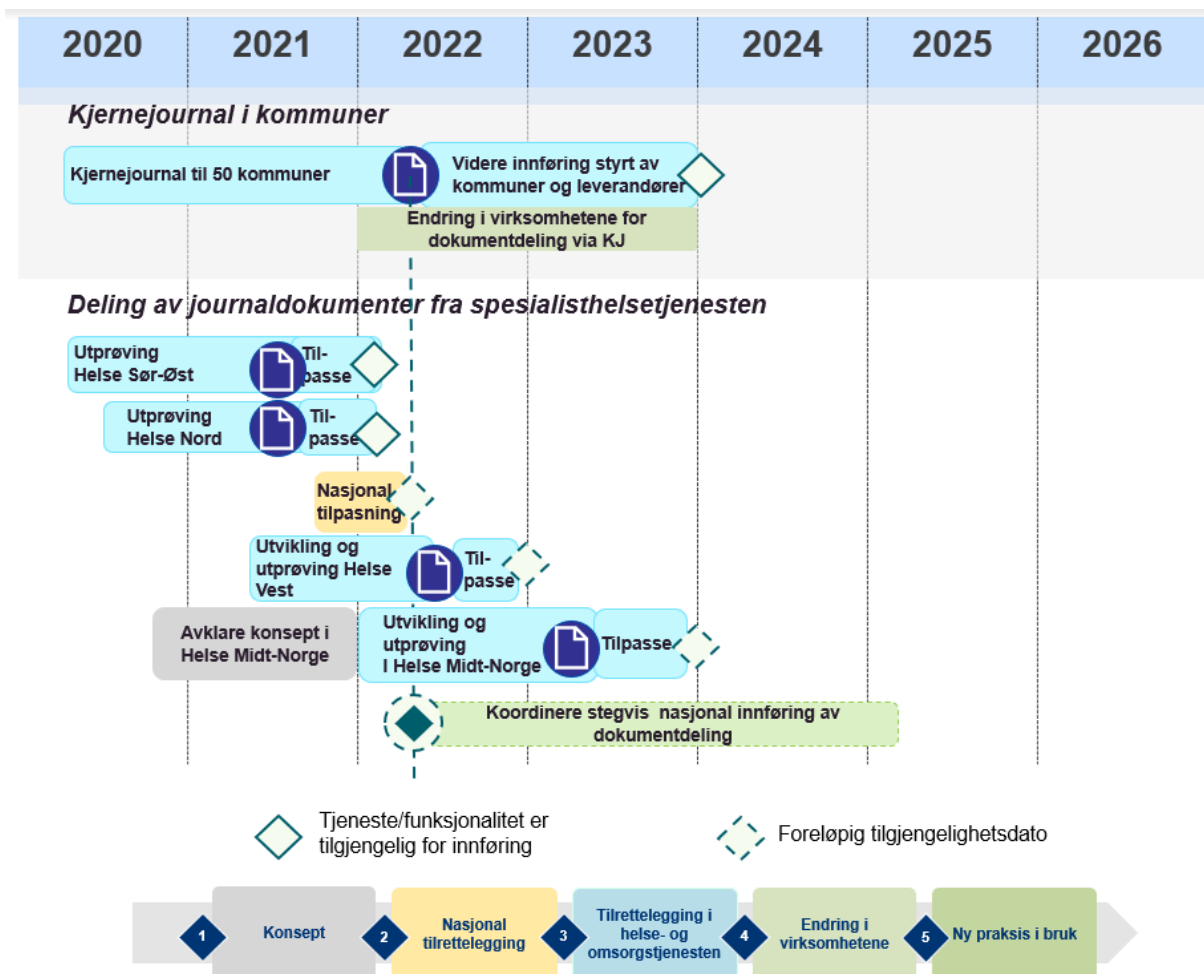 2020 2021 2022 2023 2024 2025 2026
Kjernejournal i kommuner
Kjernejournal til 50 kommuner
Videre innføring styrt av
kommuner og leverandører
Endring i virksomhetene for
dokumentdeling via KJ
Deling av journaldokumenter fra spesialisthelsetjenesten
Utprøving
Helse Sør-Øst
Til-
passe
Utprøving
Helse Nord
Til-
passe
Nasjonal
tilpasning
Utvikling og
utprøving Helse
Vest
Til-
passe
Avklare konsept i
Helse Midt-Norge
Utvikling og
utprøving
I Helse Midt-Norge
Tilpasse
Koordinere stegvis nasjonal innføring av
dokumentdeling
Tjeneste/funksjonalitet er
tilgjengelig for innføring
Foreløpig tilgjengelighetsdato
1
Konsept
2
Nasjonal
tilrettelegging
3
Tilrettelegging i
helse- og
omsorgstjenesten
4
Endring i
virksomhetene
5
Ny praksis i bruk